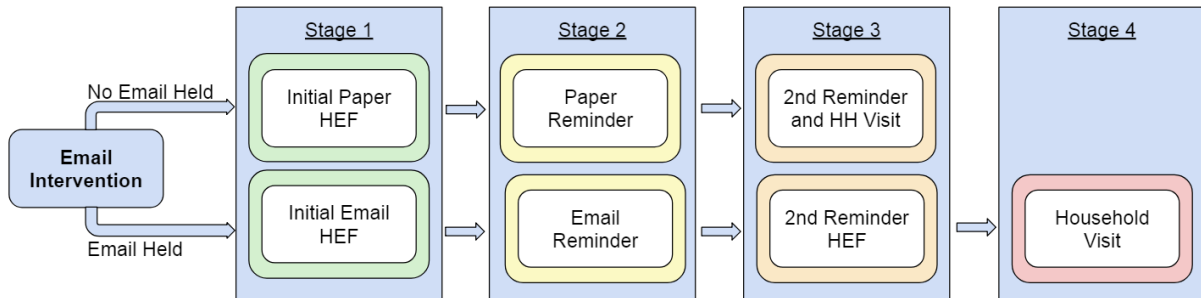 Stage 1
Stage 2
Stage 3
Stage 4
No Email Held
Initial Paper
HEF
Paper
Reminder
2nd Reminder
and HH Visit
Email
Intervention
Email Held
Initial Email
HEF
Email
Reminder
2nd Reminder
HEF
Household
Visit